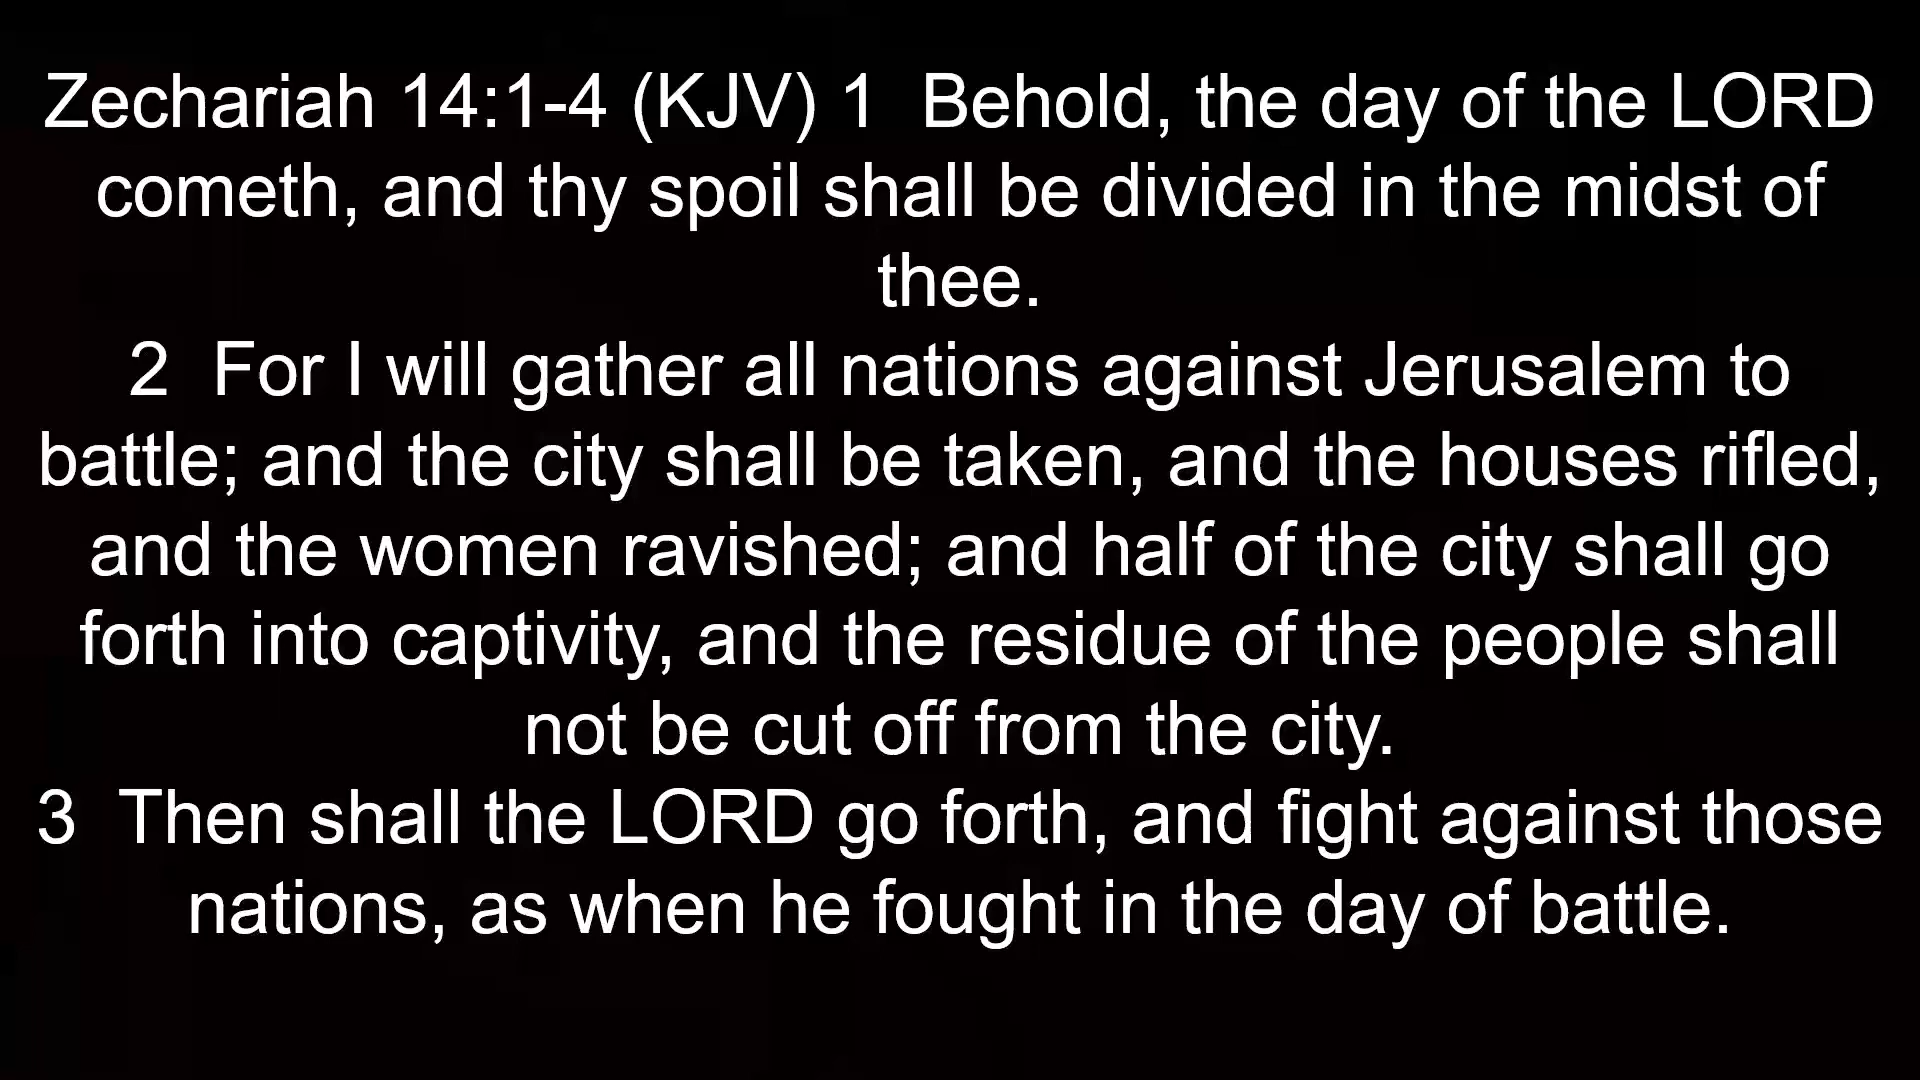 Zechariah 14:1-4 (KJV) 1  Behold, the day of the LORD
cometh, and thy spoil shall be divided in the midst of
thee.
2  For I will gather all nations against Jerusalem to
battle; and the city shall be taken, and the houses rifled,
and the women ravished; and half of the city shall go
forth into captivity, and the residue of the people shall
not be cut off from the city.
3  Then shall the LORD go forth, and fight against those
nations, as when he fought in the day of battle.